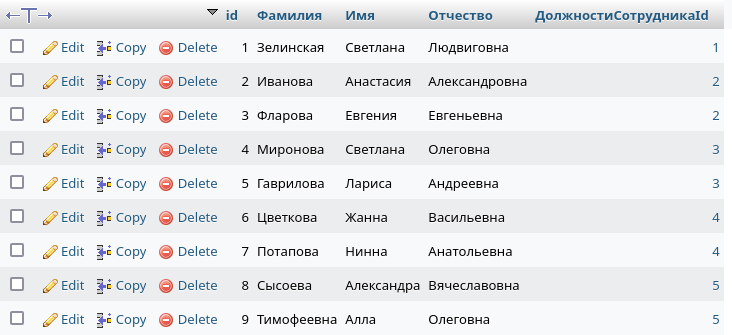 id Фамилия Имя Отчество ДолжностиСотрудникаId
Edit Copy Delete 1 Зелинская Светлана Людвиговна 1
Edit Copy Delete 2 Иванова Анастасия Александровна 2
Edit Copy Delete 3 Фларова Евгения Евгеньевна 2
Edit Copy Delete 4 Миронова Светлана Олеговна 3
Edit Copy Delete 5 Гаврилова Лариса Андреевна 3
Edit Copy Delete 6 Цветкова Жанна Васильевна 4
Edit Copy Delete 7 Потапова Нинна Анатольевна 4
Edit Copy Delete 8 Сысоева Александра Вячеславовна 5
Edit Copy Delete 9 Тимофеевна Алла Олеговна 5